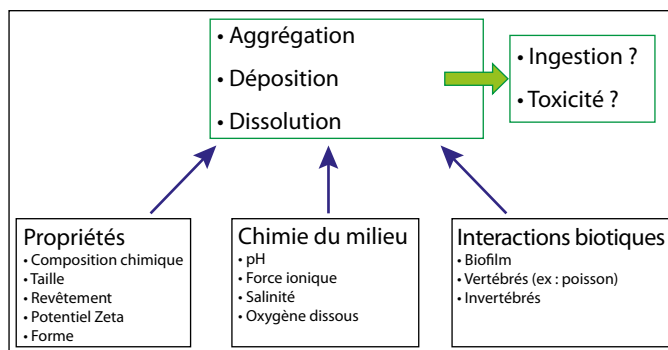 • Aggrégation
• Déposition
• Dissolution
• Ingestion ?
• Toxicité ?
Propriétés
• Composition chimique
• Taille
• Revêtement
• Potentiel Zeta
• Forme
Chimie du milieu
• pH
• Force ionique
• Salinité
• Oxygène dissous
Interactions biotiques
• Biofilm
• Vertébrés (ex : poisson)
• Invertébrés